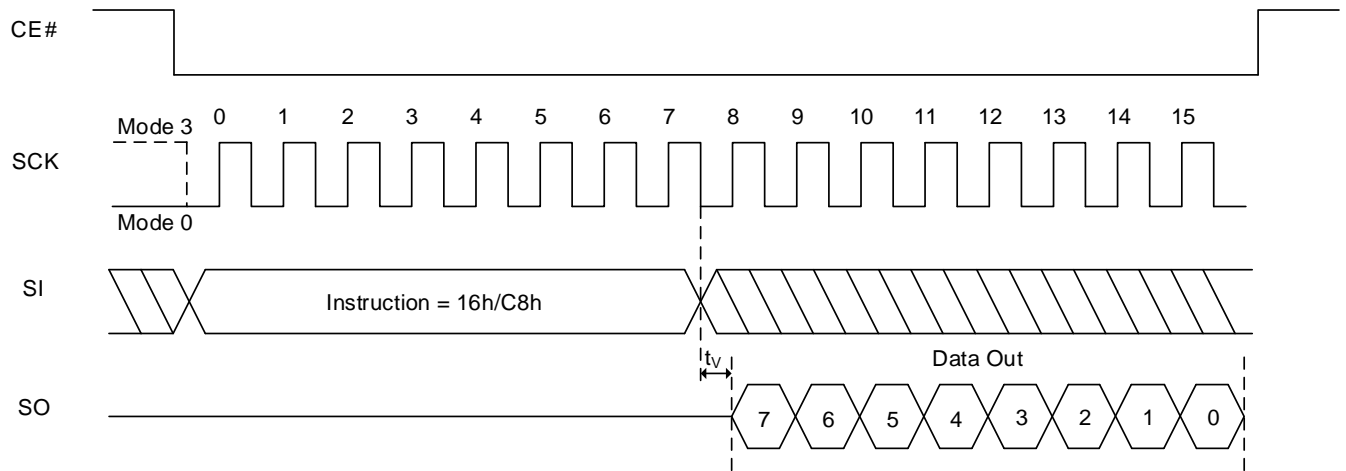 CE#
Mode 3
0 1 2 3 4 5 6 7 8 9 10 11 12 13 14 15
SCK
Mode 0
SI
Instruction = 16h/C8h
tV
Data Out
SO
7 6 5 4 3 2 1 0